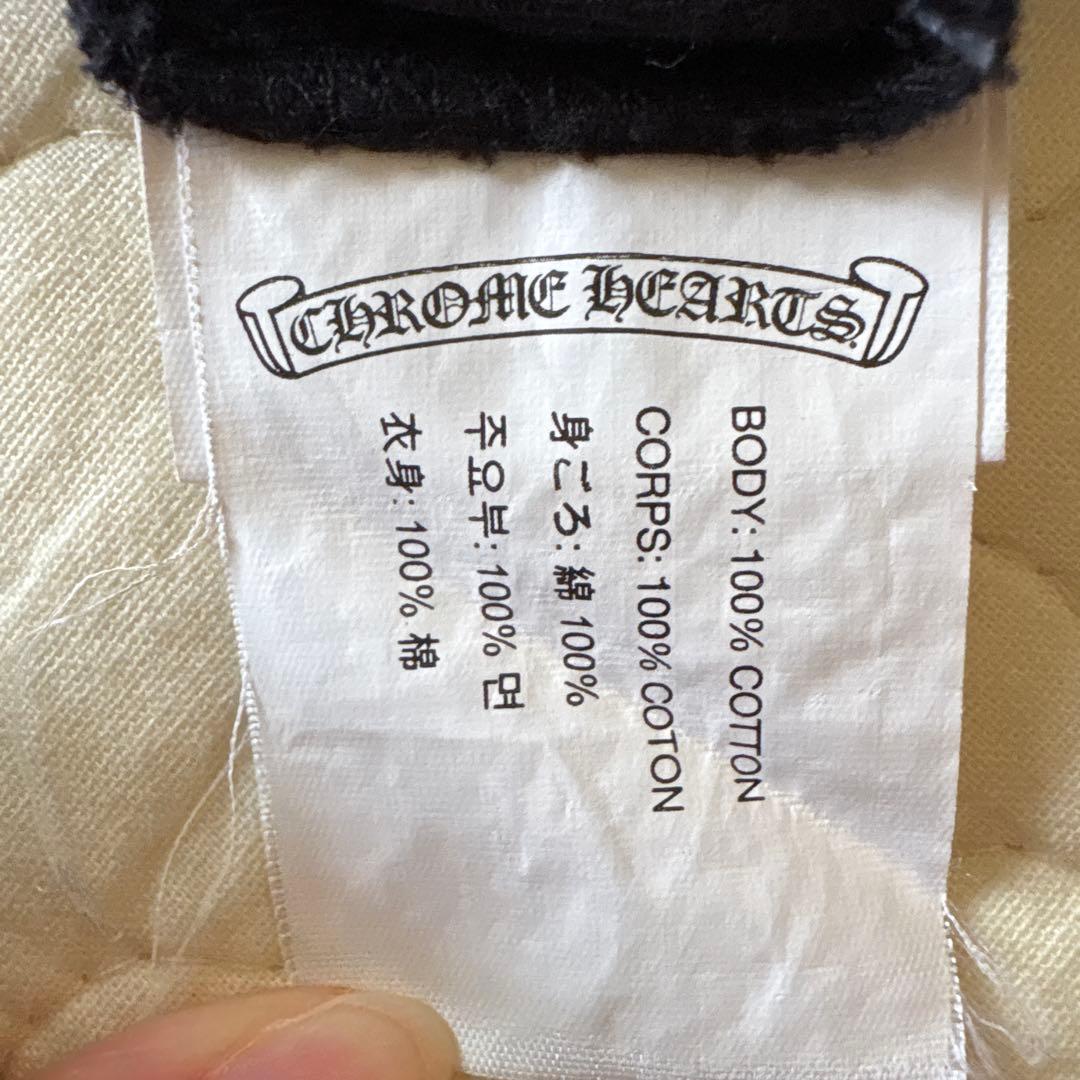 CHROME HEARTS.
BODY: 100% COTTON
CORPS: 100% COTON
身ごろ: 綿 100%
주요부: 100% 면
衣身: 100% 棉